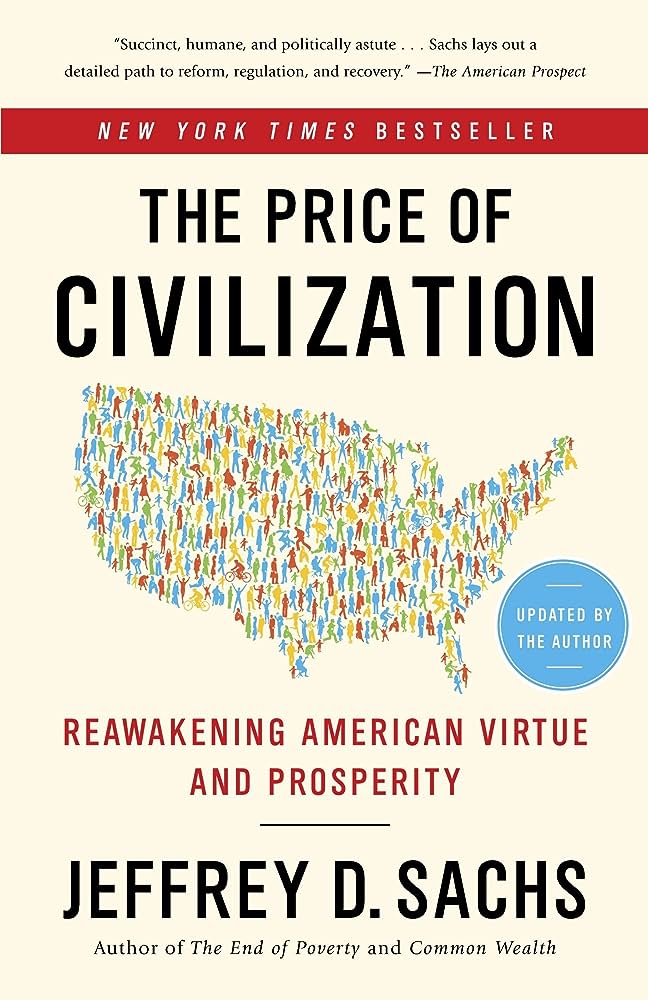 “Succinct, humane, and politically astute . . . Sachs lays out a
detailed path to reform, regulation, and recovery.” —The American Prospect
NEW YORK TIMES BESTSELLER
THE PRICE OF
CIVILIZATION
UPDATED BY
THE AUTHOR
REAWAKENING AMERICAN VIRTUE
AND PROSPERITY
JEFFREY D. SACHS
Author of The End of Poverty and Common Wealth